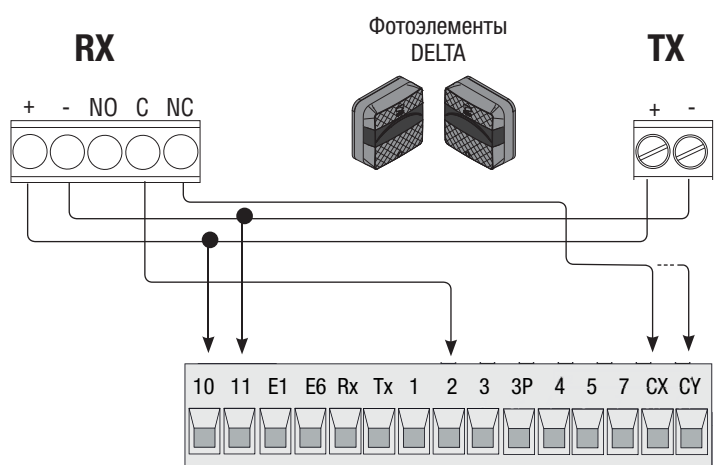 Фотоэлементы
DELTA
RX
TX
+ - NO C NC
+ -
10 11 E1 E6 Rx Tx 1 2 3 3P 4 5 7 CX CY